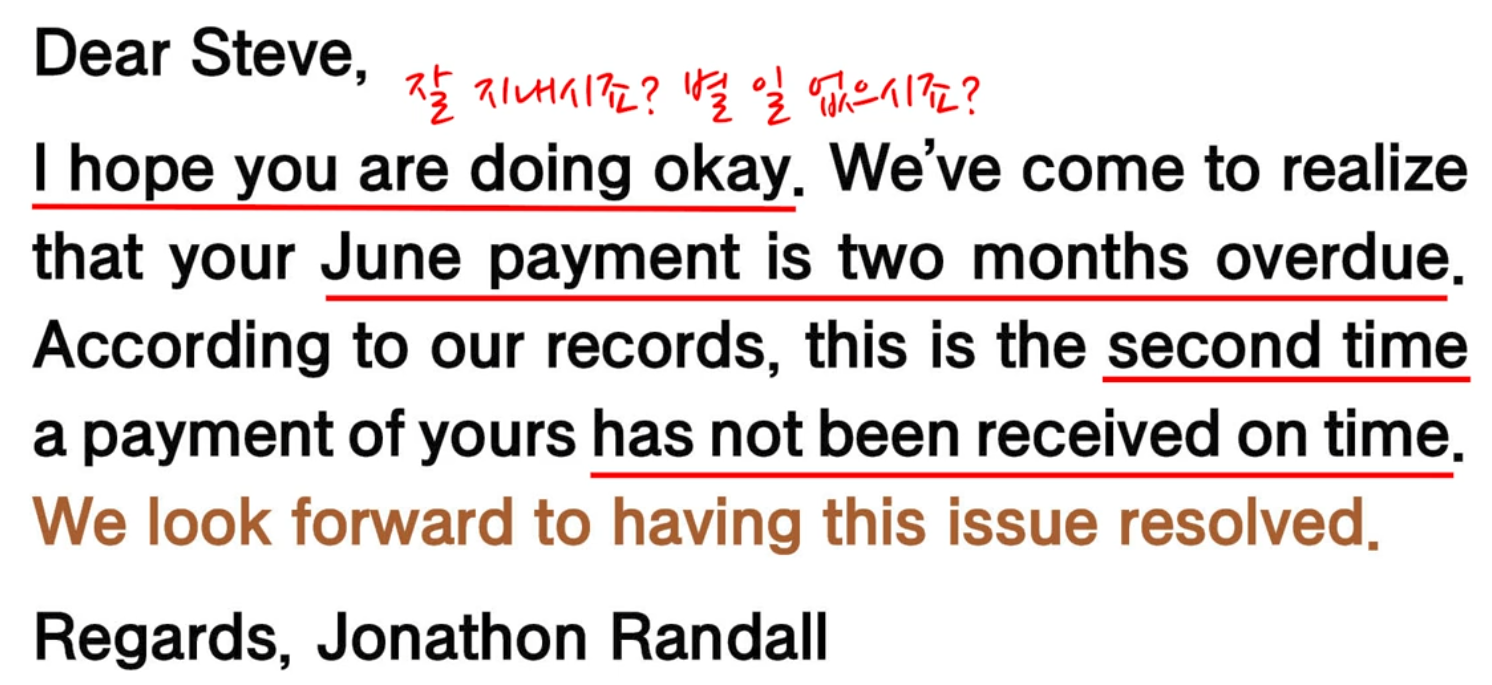 Dear Steve,
잘 지내시죠? 별 일 없으시죠?
I hope you are doing okay. We've come to realize
that your June payment is two months overdue.
According to our records, this is the second time
a payment of yours has not been received on time.
We look forward to having this issue resolved.
Regards, Jonathon Randall